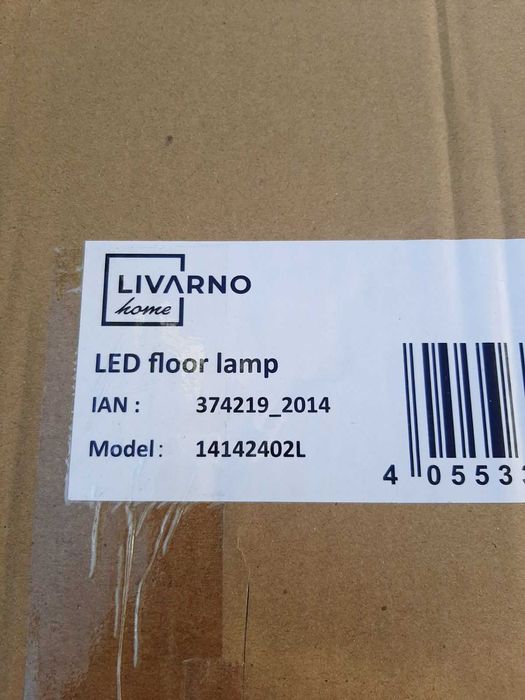 LIVARNO
home
LED floor lamp
IAN : 374219_2014
Model : 14142402L
4 0553